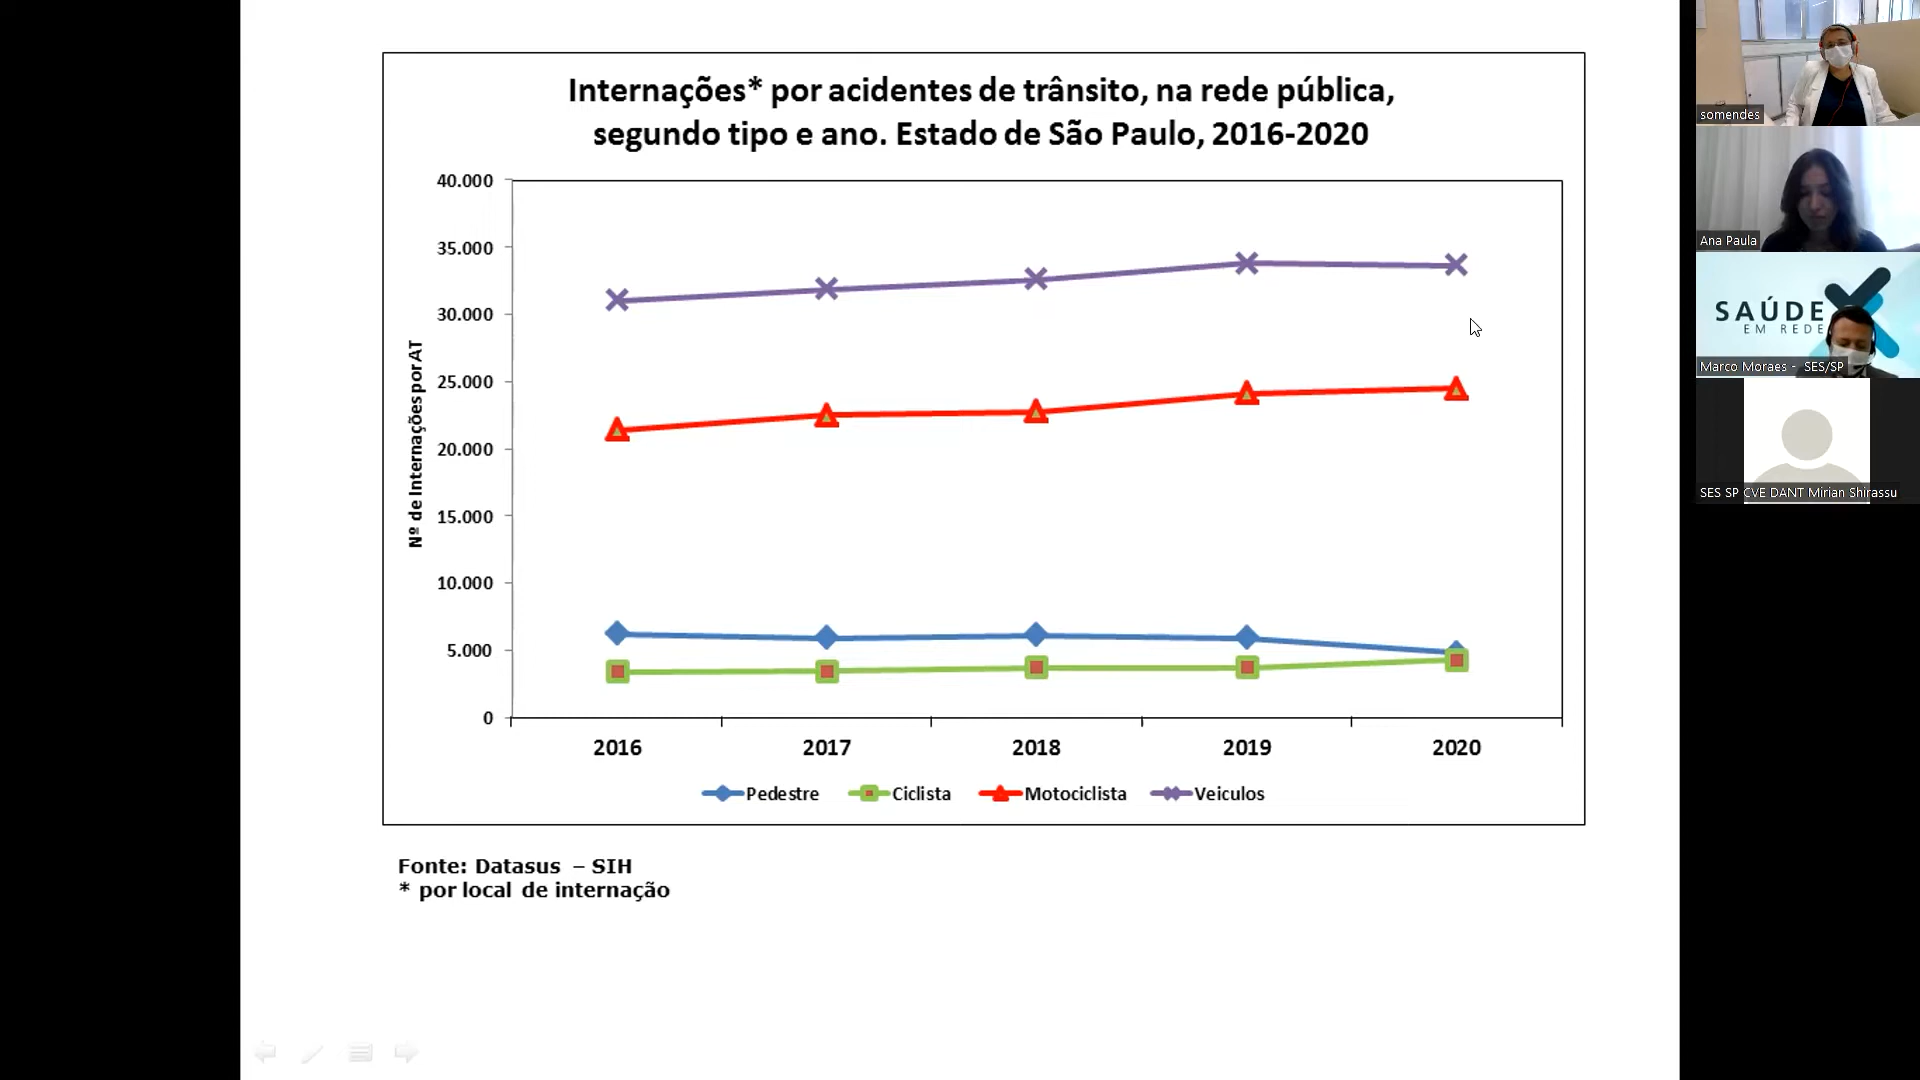 Internações* por acidentes de trânsito, na rede pública,
segundo tipo e ano. Estado de São Paulo, 2016-2020
Nº de Internações por AT
40.000
35.000
30.000
25.000
20.000
15.000
10.000
5.000
0
2016 2017 2018 2019 2020
Pedestre Ciclista Motociclista Veiculos
Fonte: Datasus – SIH
* por local de internação
somendes
Ana Paula
SAÚDE
EM REDE
Marco Moraes - SES/SP
SES SP CVE DANT Mirian Shirassu